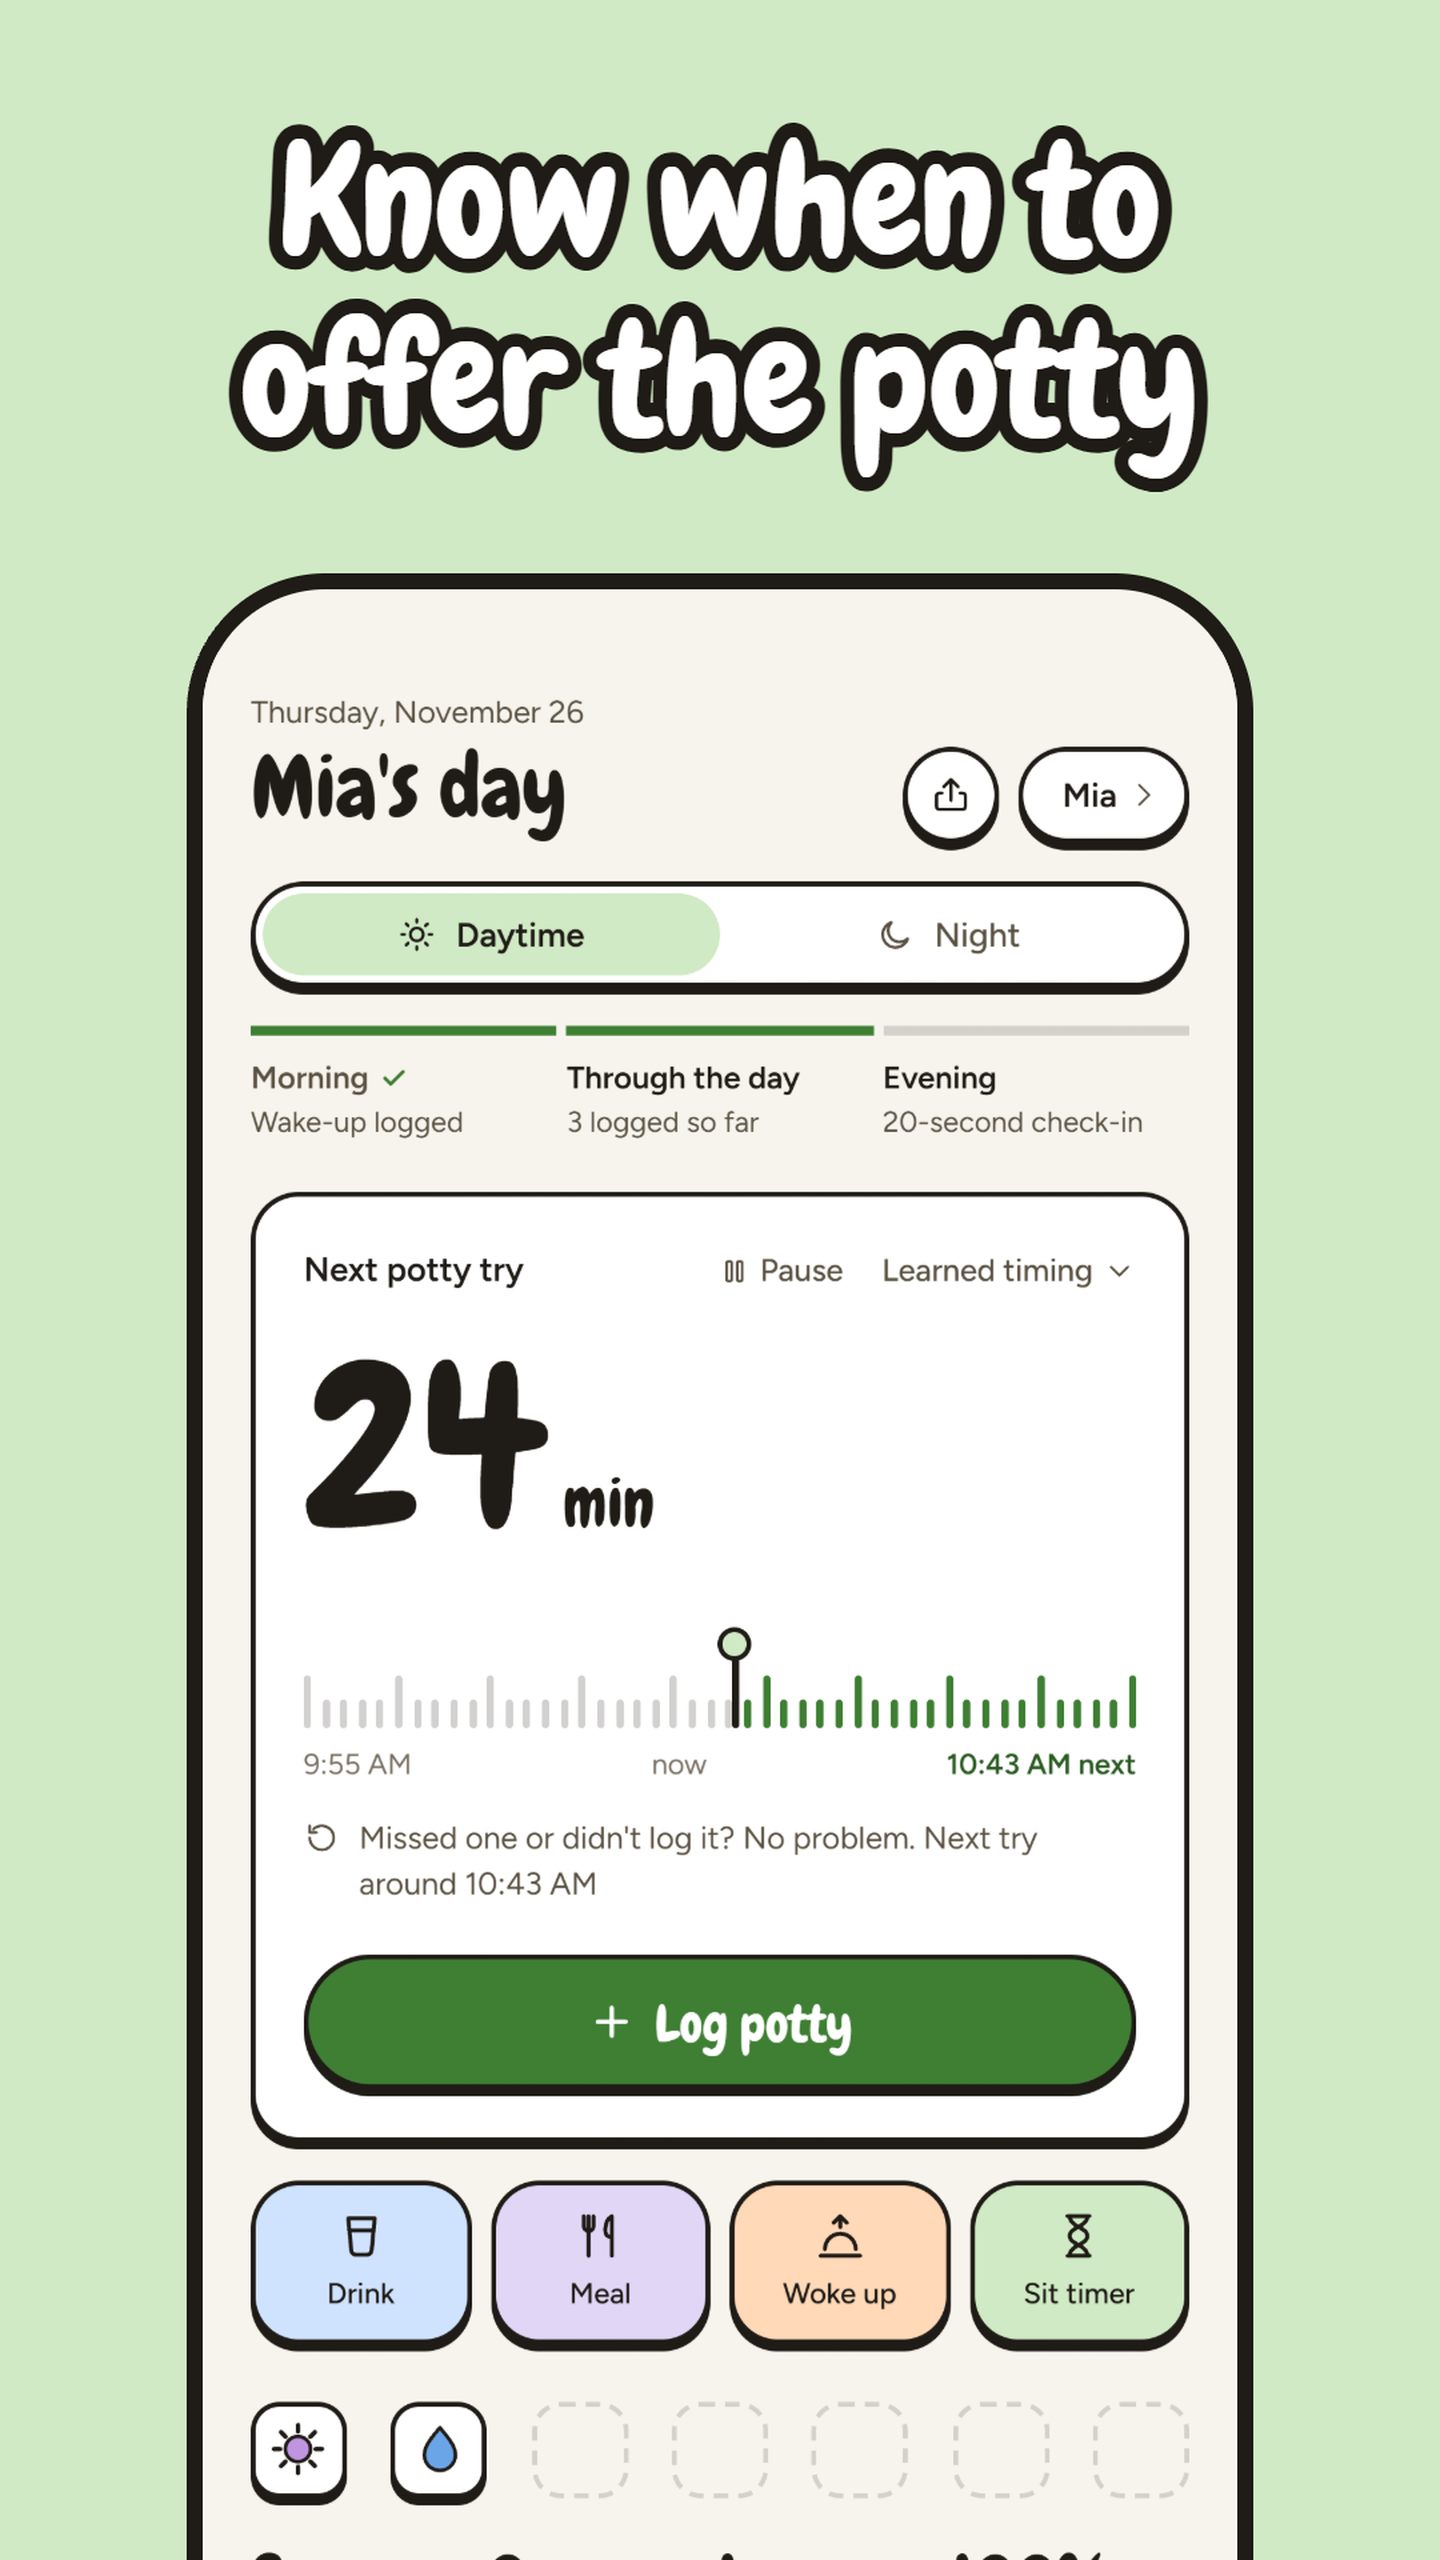 Know when to
offer the potty
Thursday, November 26
Mia's day
Mia
Daytime
Night
Morning
Through the day
Evening
Wake-up logged
3 logged so far
20-second check-in
Next potty try
Pause
Learned timing
24 min
9:55 AM
now
10:43 AM next
Missed one or didn't log it? No problem. Next try
around 10:43 AM
+ Log potty
Drink
Meal
Woke up
Sit timer